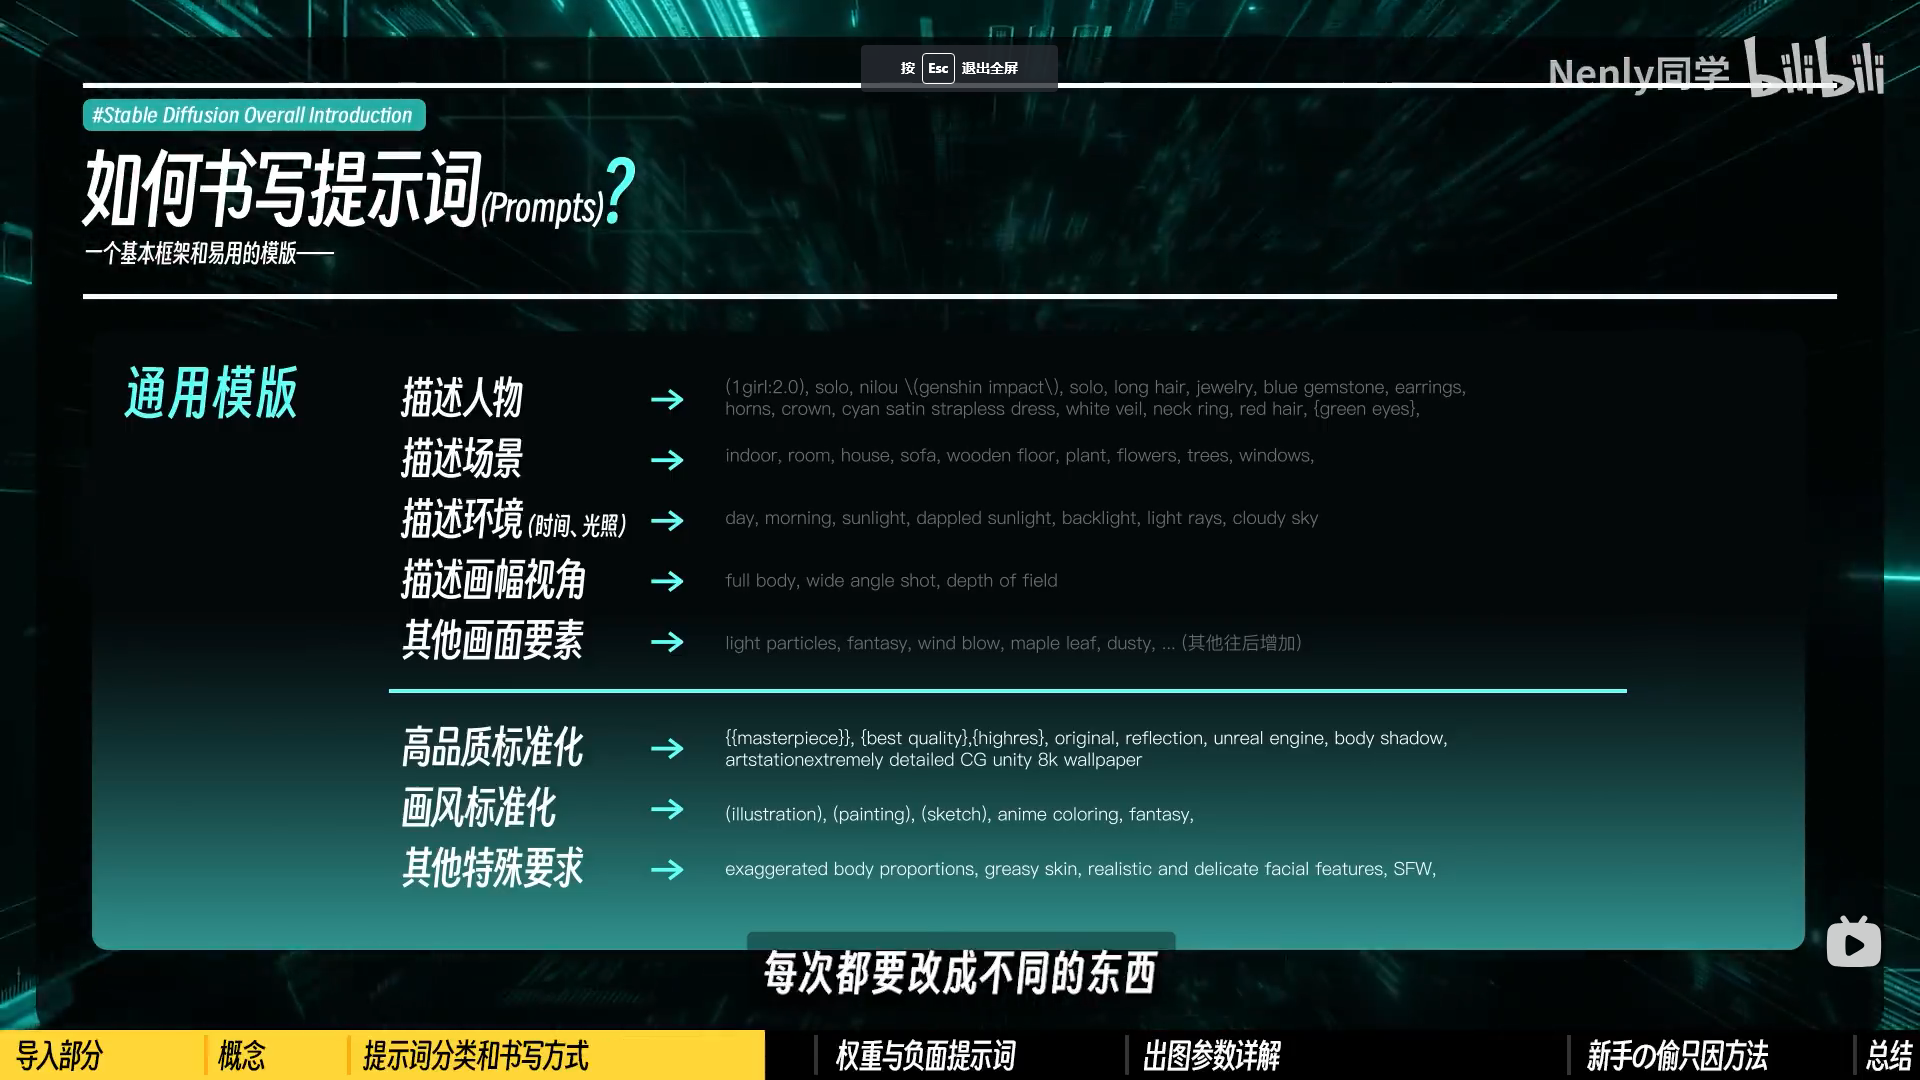 按 Esc 退出全屏
Nenly同学 bilibili
#Stable Diffusion Overall Introduction
如何书写提示词(Prompts)?
一个基本框架和易用的模版——
通用模版
描述人物 → (1girl:2.0), solo, nilou \(genshin impact\), solo, long hair, jewelry, blue gemstone, earrings,
horns, crown, cyan satin strapless dress, white veil, neck ring, red hair, {green eyes},
描述场景 → indoor, room, house, sofa, wooden floor, plant, flowers, trees, windows,
描述环境(时间、光照) → day, morning, sunlight, dappled sunlight, backlight, light rays, cloudy sky
描述画幅视角 → full body, wide angle shot, depth of field
其他画面要素 → light particles, fantasy, wind blow, maple leaf, dusty, ... (其他往后增加)
高品质标准化 → {{masterpiece}}, {best quality},{highres}, original, reflection, unreal engine, body shadow,
artstationextremely detailed CG unity 8k wallpaper
画风标准化 → (illustration), (painting), (sketch), anime coloring, fantasy,
其他特殊要求 → exaggerated body proportions, greasy skin, realistic and delicate facial features, SFW,
每次都要改成不同的东西
导入部分 概念 提示词分类和书写方式 权重与负面提示词 出图参数详解 新手の偷只因方法 总结